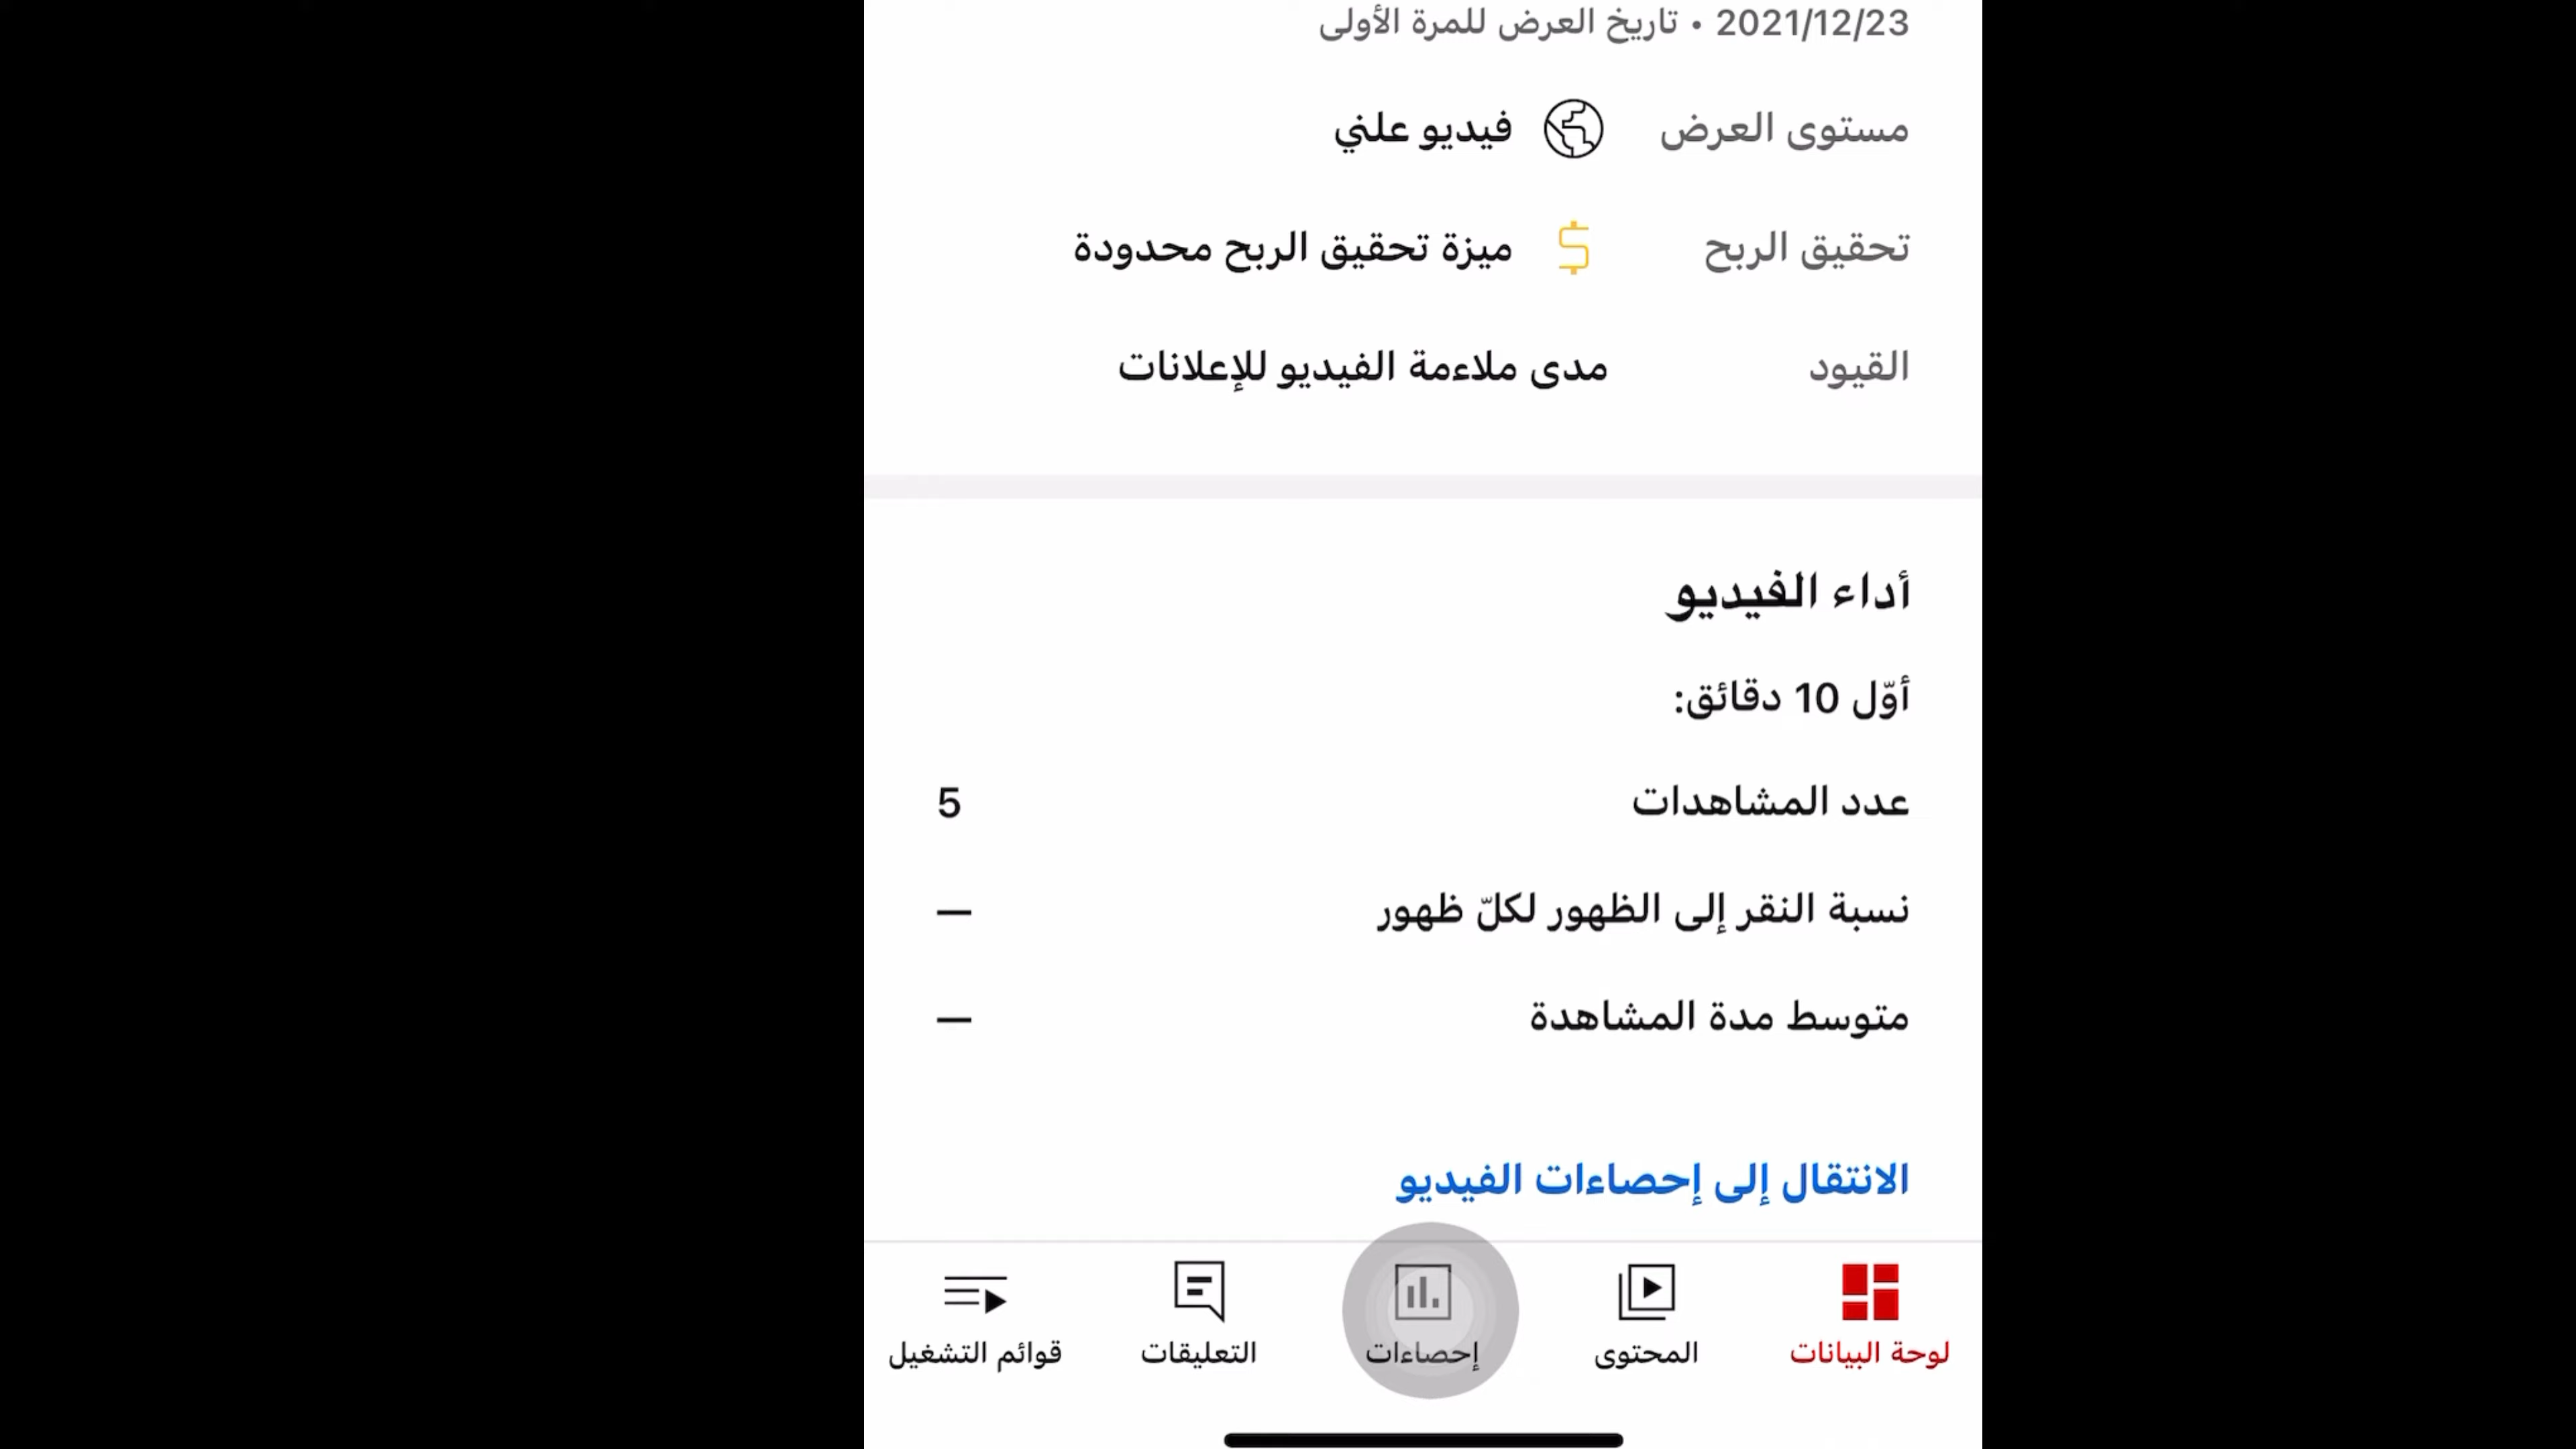 2021/12/23 • تاريخ العرض للمرة الأولى
مستوى العرض فيديو علني
تحقيق الربح ميزة تحقيق الربح محدودة
القيود مدى ملاءمة الفيديو للإعلانات
أداء الفيديو
أوّل 10 دقائق:
عدد المشاهدات 5
نسبة النقر إلى الظهور لكلّ ظهور —
متوسط مدة المشاهدة —
الانتقال إلى إحصاءات الفيديو
لوحة البيانات المحتوى إحصاءات التعليقات قوائم التشغيل